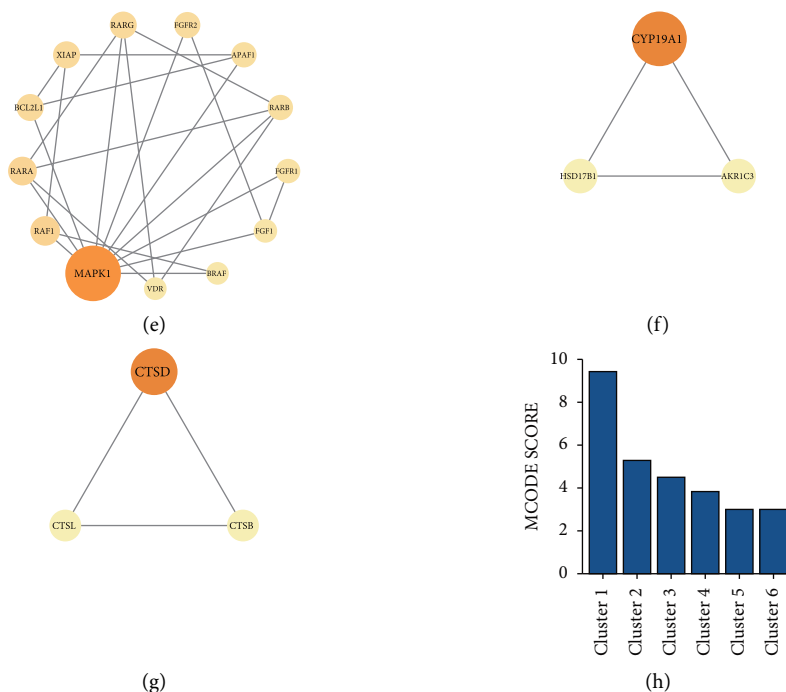 RARG
FGFR2
XIAP
APAF1
BCL2L1
RARB
RARA
FGFR1
RAF1
FGF1
MAPK1
BRAF
VDR
(e)
CYP19A1
HSD17B1
AKR1C3
(f)
CTSD
CTSL
CTSB
(g)
10
8
6
4
2
0
MCODE SCORE
Cluster 1
Cluster 2
Cluster 3
Cluster 4
Cluster 5
Cluster 6
(h)